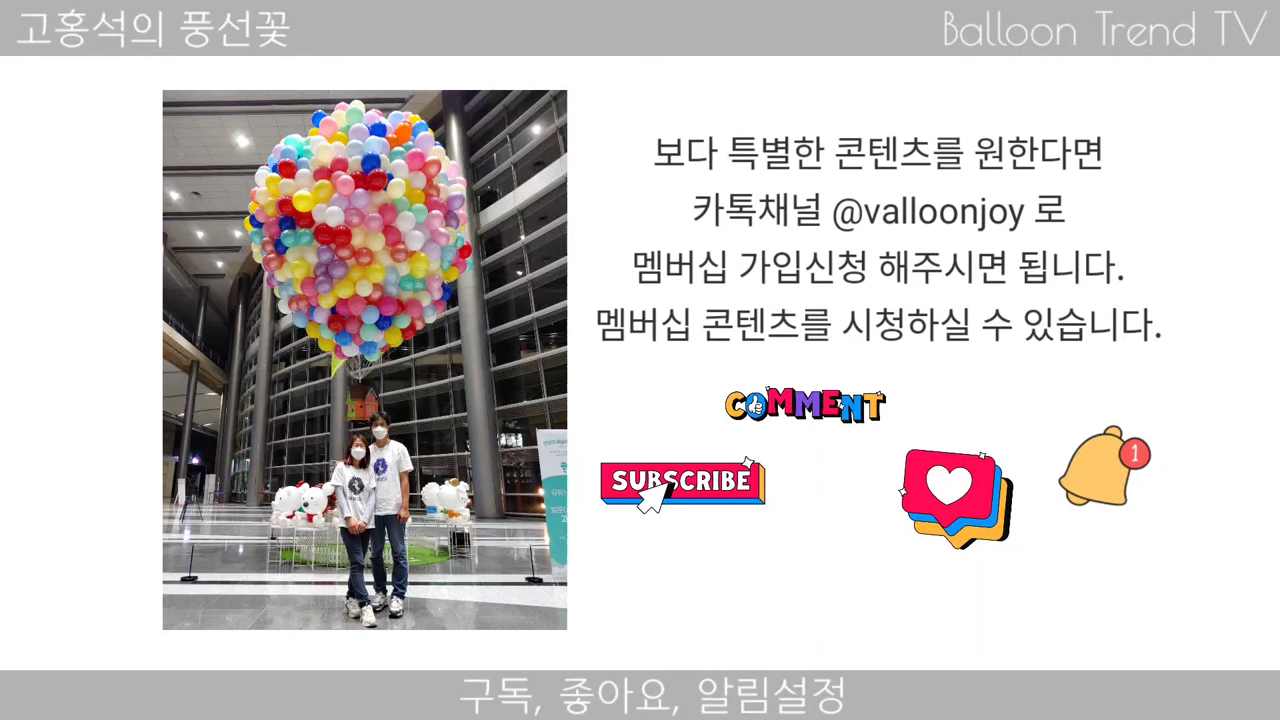 고홍석의 풍선꽃
Balloon Trend TV
보다 특별한 콘텐츠를 원한다면
카톡채널 @valloonjoy 로
멤버십 가입신청 해주시면 됩니다.
멤버십 콘텐츠를 시청하실 수 있습니다.
COMMENT
SUBSCRIBE
1
구독, 좋아요, 알림설정